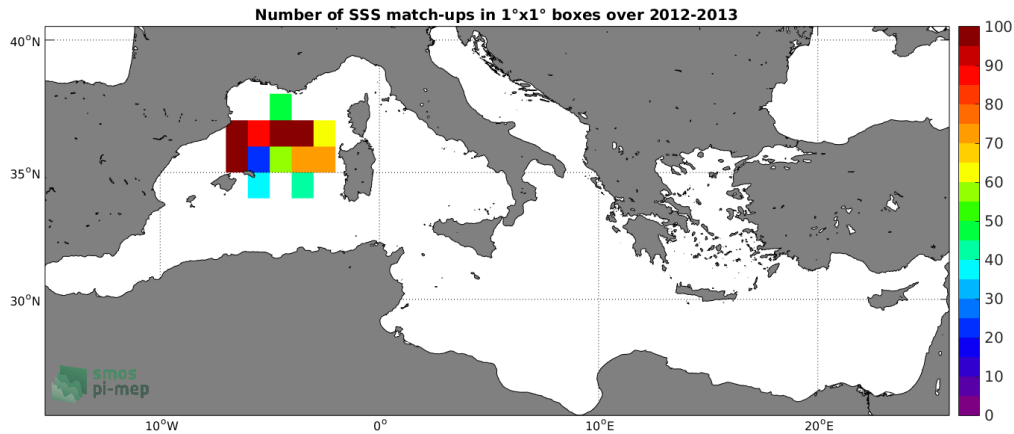 Number of SSS match-ups in 1°x1° boxes over 2012-2013
40°N
35°N
30°N
10°W
0°
10°E
20°E
100
90
80
70
60
50
40
30
20
10
0
smos
pi-mep